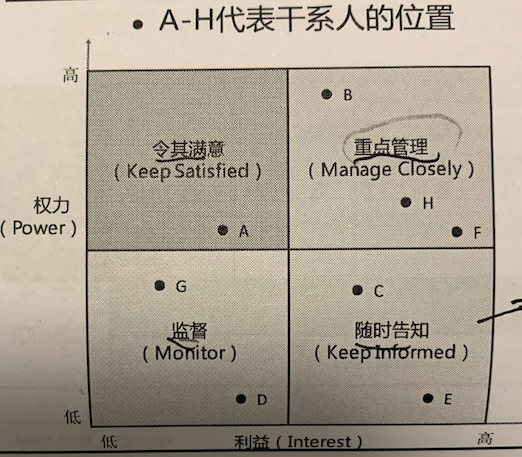 • A-H代表干系人的位置
高
B
令其满意
( Keep Satisfied )
重点管理
( Manage Closely )
权力
( Power )
H
A
F
G
C
监督
( Monitor )
随时告知
( Keep Informed )
D
E
低
低
利益 ( Interest )
高